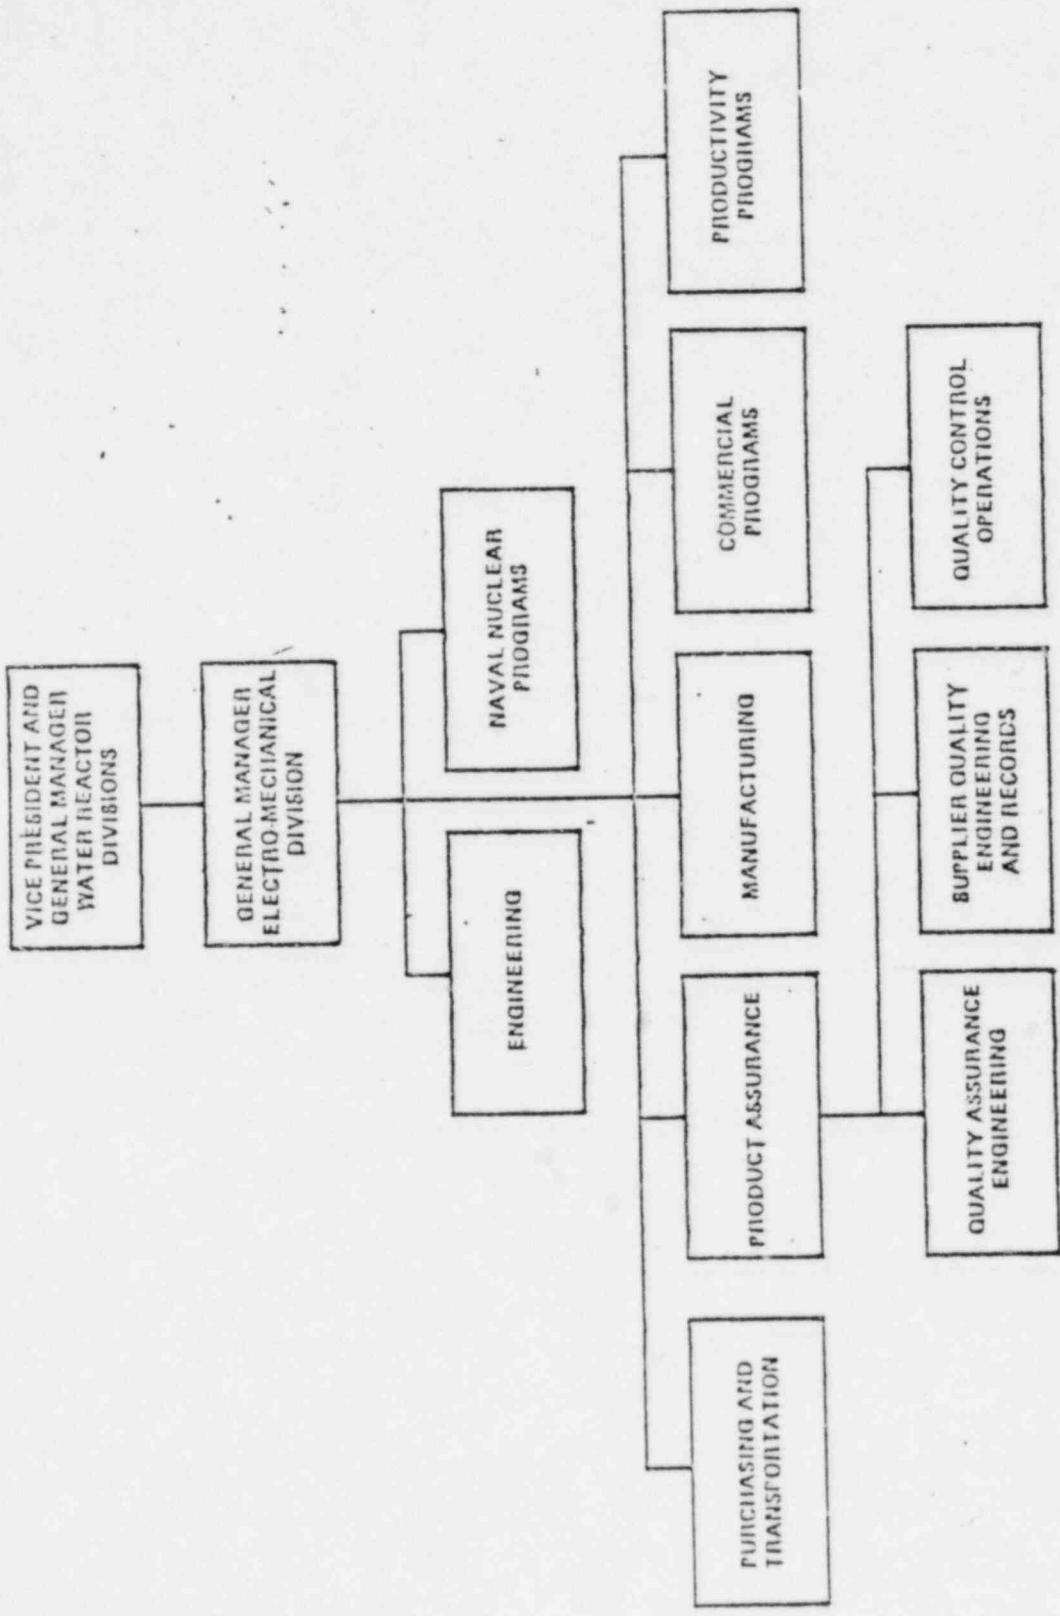 VICE PRESIDENT AND
GENERAL MANAGER
WATER REACTOR
DIVISIONS
GENERAL MANAGER
ELECTRO-MECHANICAL
DIVISION
ENGINEERING
NAVAL NUCLEAR
PROGRAMS
PURCHASING AND
TRANSPORTATION
PRODUCT ASSURANCE
MANUFACTURING
COMMERCIAL
PROGRAMS
PRODUCTIVITY
PROGRAMS
QUALITY ASSURANCE
ENGINEERING
SUPPLIER QUALITY
ENGINEERING
AND RECORDS
QUALITY CONTROL
OPERATIONS